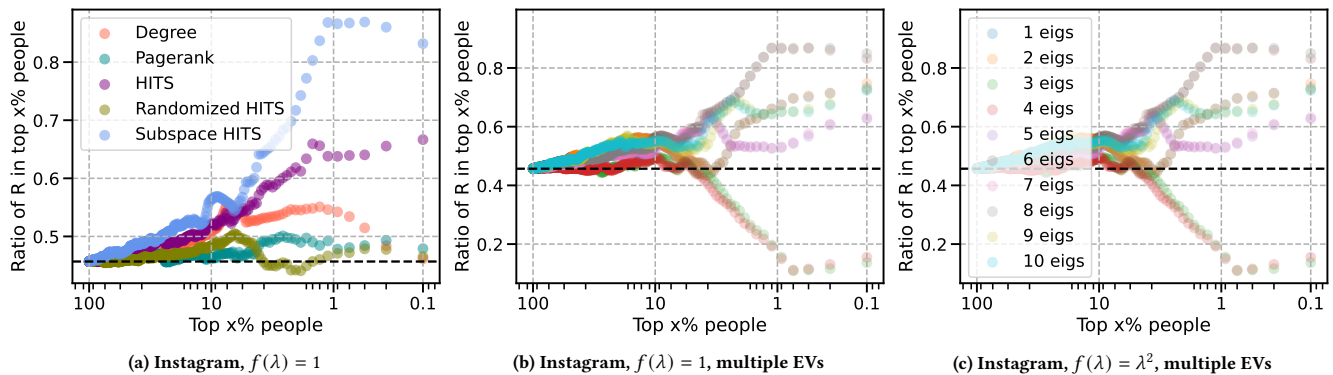 Ratio of R in top x% people
0.8
0.7
0.6
0.5
Degree
Pagerank
HITS
Randomized HITS
Subspace HITS
100
10
1
0.1
Top x% people
(a) Instagram, f(λ) = 1
Ratio of R in top x% people
0.8
0.6
0.4
0.2
100
10
1
0.1
Top x% people
(b) Instagram, f(λ) = 1, multiple EVs
Ratio of R in top x% people
0.8
0.6
0.4
0.2
1 eigs
2 eigs
3 eigs
4 eigs
5 eigs
6 eigs
7 eigs
8 eigs
9 eigs
10 eigs
100
10
1
0.1
Top x% people
(c) Instagram, f(λ) = λ², multiple EVs